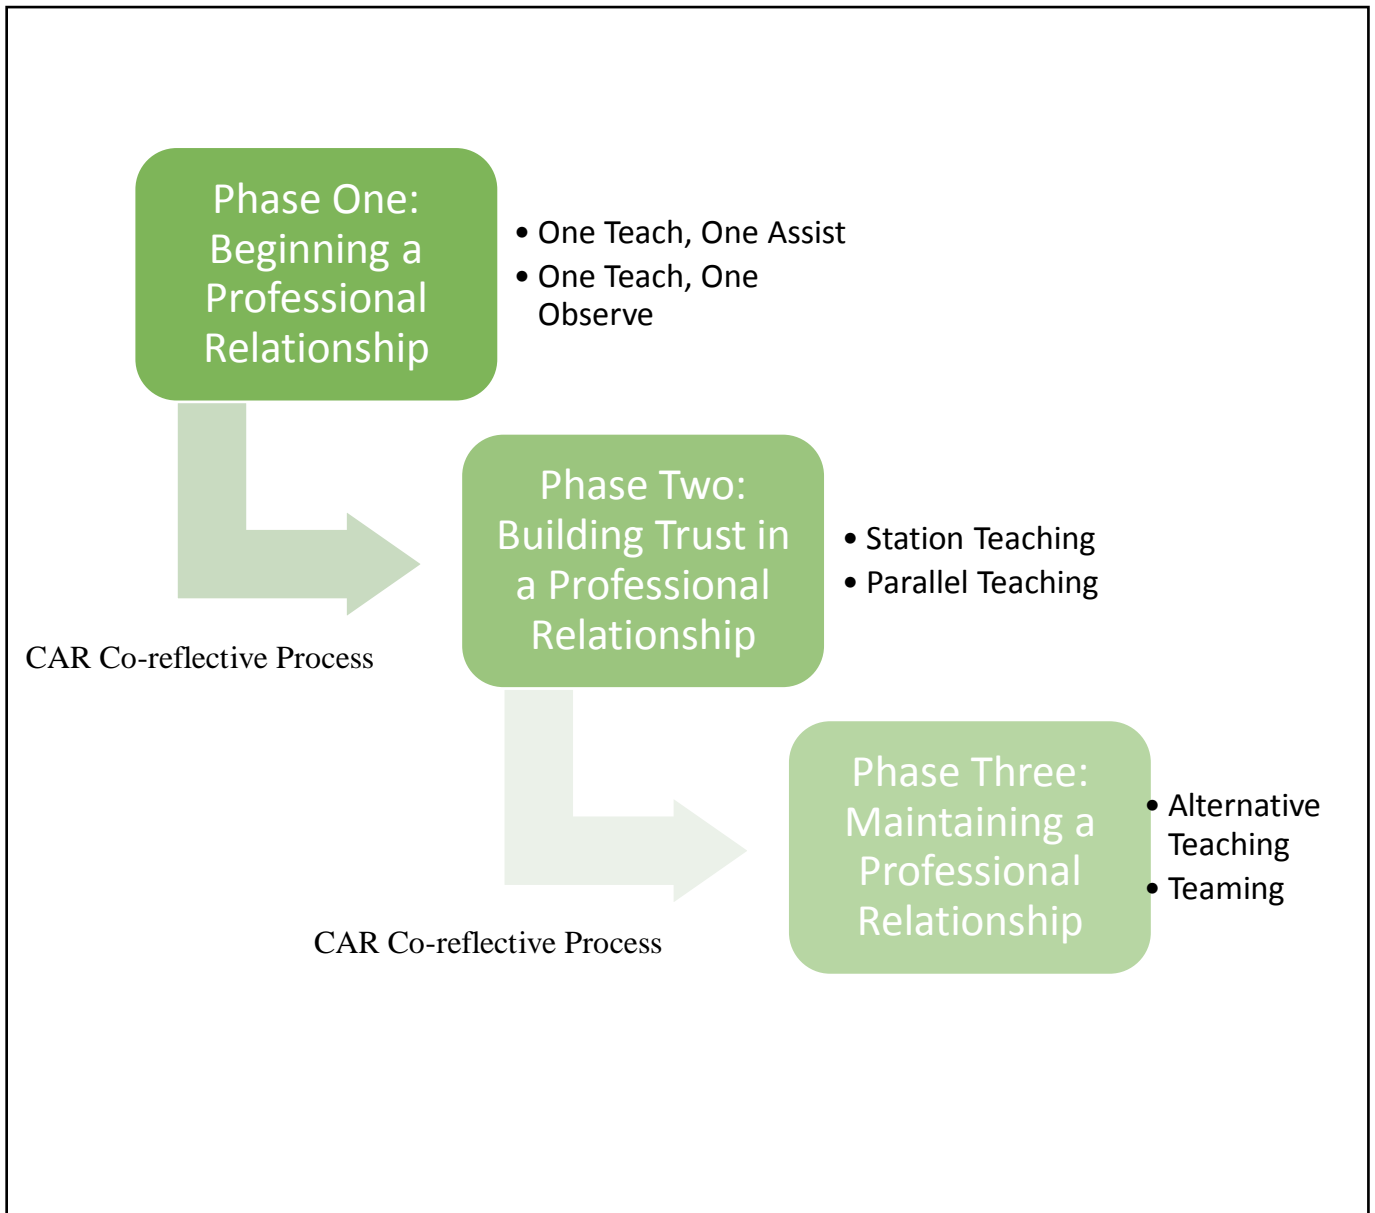 Phase One:
Beginning a
Professional
Relationship
• One Teach, One Assist
• One Teach, One
Observe
CAR Co-reflective Process
Phase Two:
Building Trust in
a Professional
Relationship
• Station Teaching
• Parallel Teaching
CAR Co-reflective Process
Phase Three:
Maintaining a
Professional
Relationship
• Alternative
Teaching
• Teaming